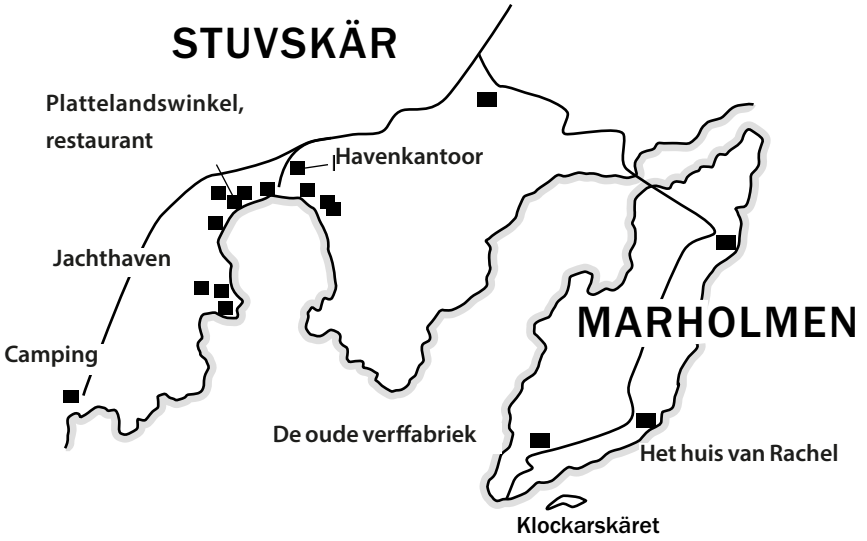 STUVSKÄR
Plattelandswinkel,
restaurant
Havenkantoor
Jachthaven
MARHOLMEN
Camping
De oude verffabriek
Het huis van Rachel
Klockarskäret